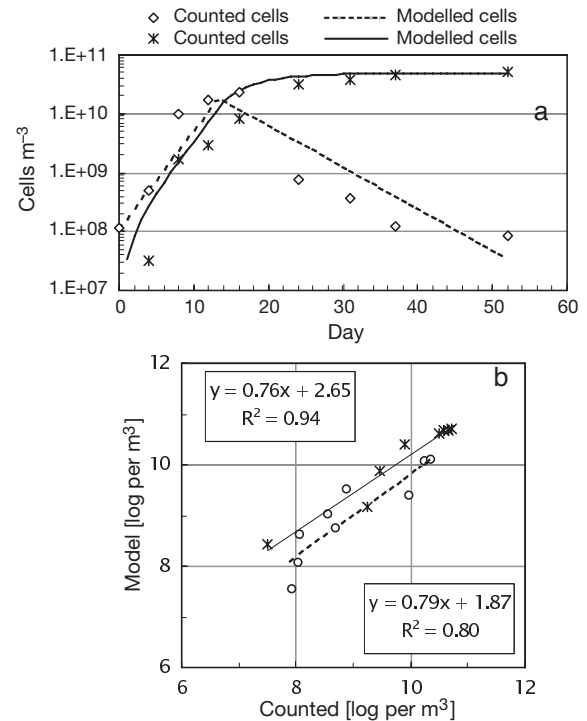 Counted cells Modelled cells
Counted cells Modelled cells
1.E+11
1.E+10
1.E+09
1.E+08
1.E+07
Cells m⁻³
a
0 10 20 30 40 50 60
Day
12
10
8
6
Model [log per m³]
b
y = 0.76x + 2.65
R² = 0.94
y = 0.79x + 1.87
R² = 0.80
6 8 10 12
Counted [log per m³]